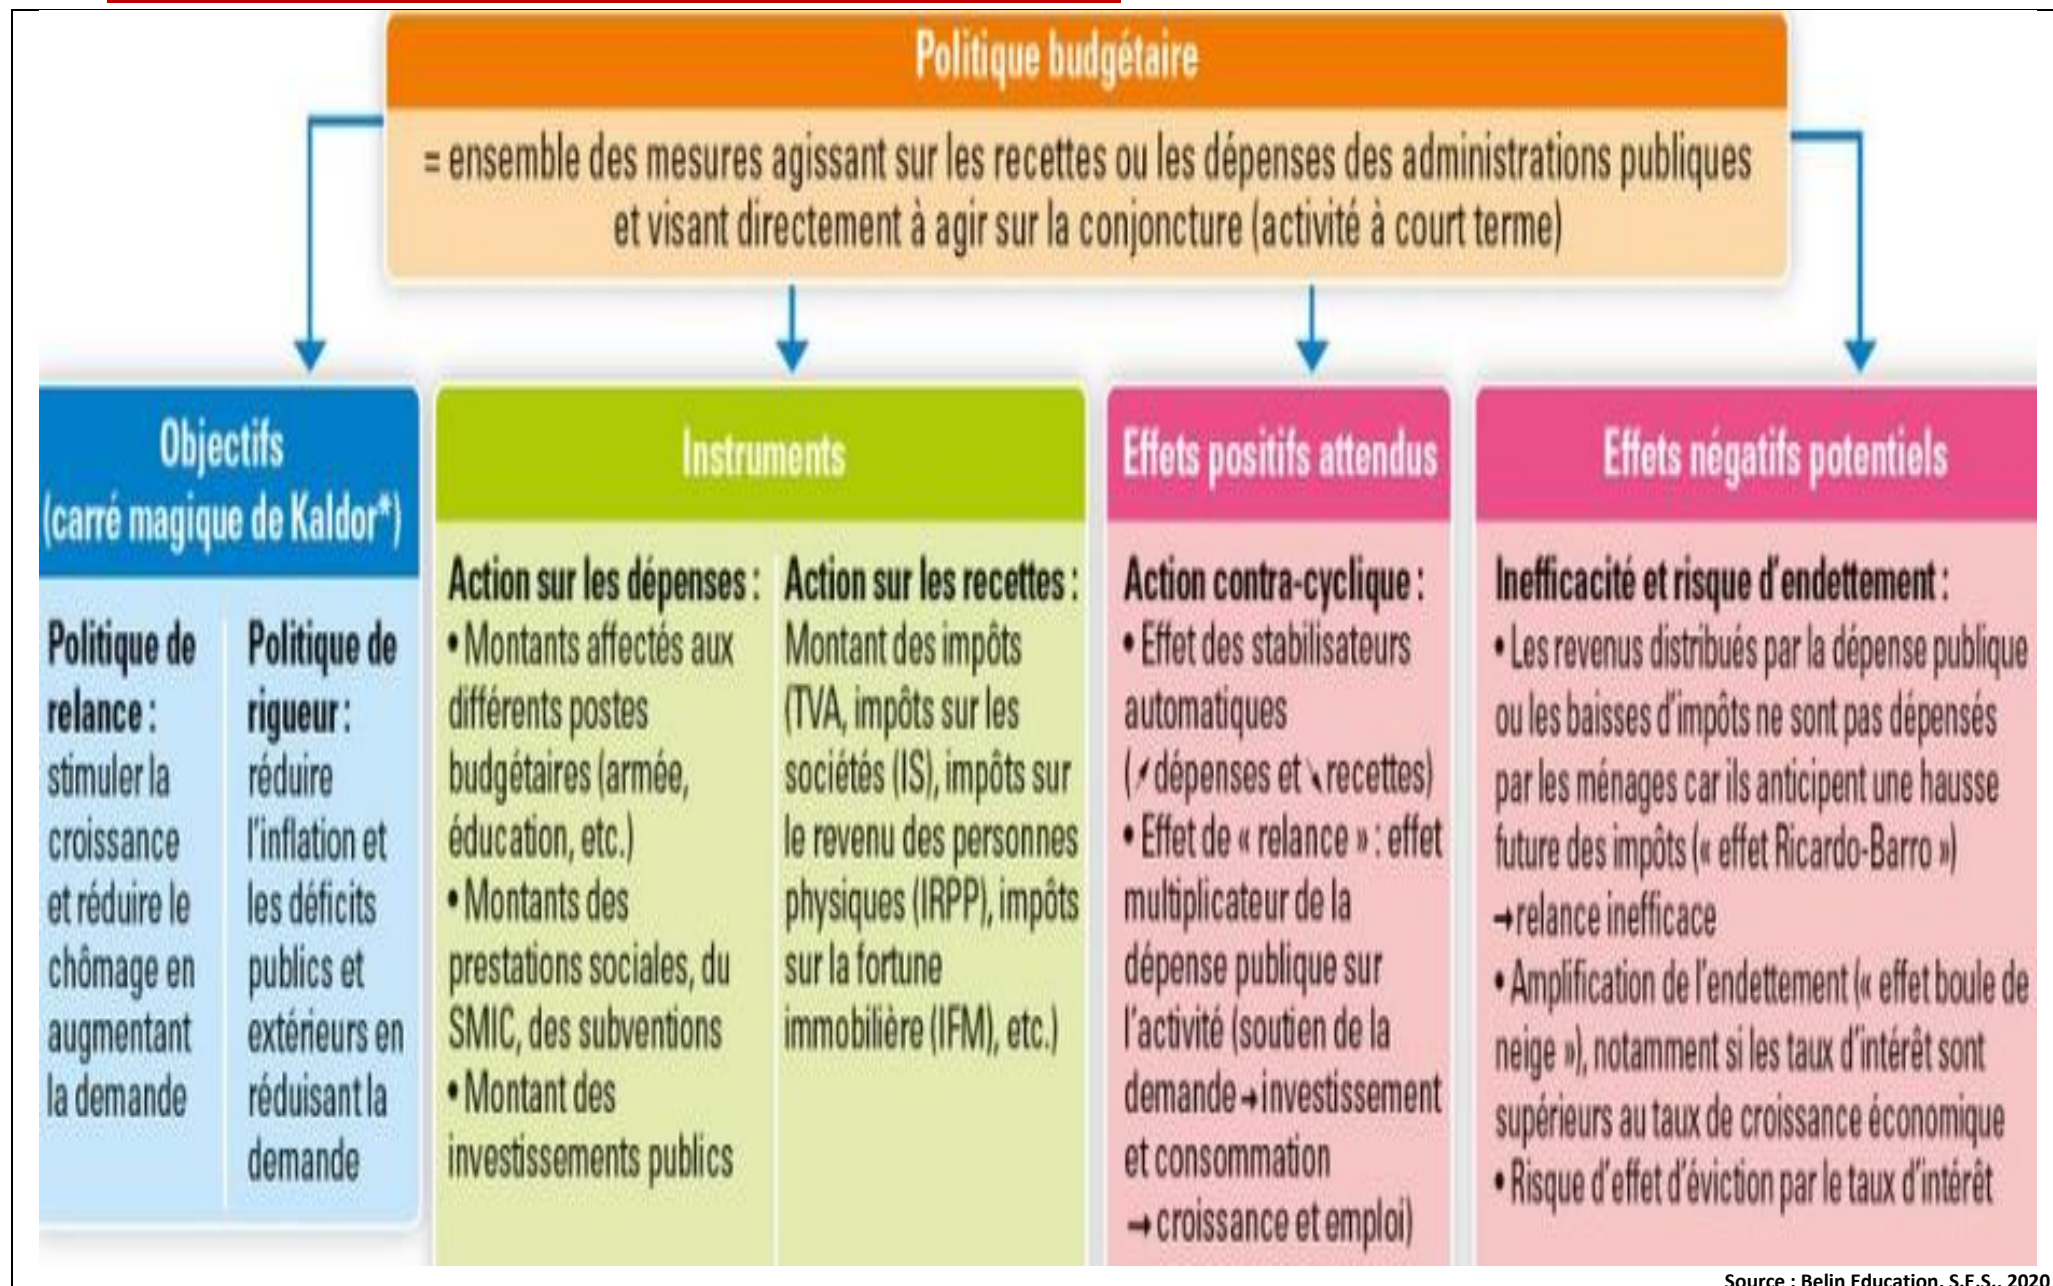 Politique budgétaire
= ensemble des mesures agissant sur les recettes ou les dépenses des administrations publiques
et visant directement à agir sur la conjoncture (activité à court terme)
Objectifs
(carré magique de Kaldor*)
Politique de
relance :
stimuler la
croissance
et réduire le
chômage en
augmentant
la demande
Politique de
rigueur :
réduire
l'inflation et
les déficits
publics et
extérieurs en
réduisant la
demande
Instruments
Action sur les dépenses :
• Montants affectés aux
différents postes
budgétaires (armée,
éducation, etc.)
• Montants des
prestations sociales, du
SMIC, des subventions
• Montant des
investissements publics
Action sur les recettes :
Montant des impôts
(TVA, impôts sur les
sociétés (IS), impôts sur
le revenu des personnes
physiques (IRPP), impôts
sur la fortune
immobilière (IFM), etc.)
Effets positifs attendus
Action contra-cyclique :
• Effet des stabilisateurs
automatiques
(↗ dépenses et ↘ recettes)
• Effet de « relance » : effet
multiplicateur de la
dépense publique sur
l'activité (soutien de la
demande → investissement
et consommation
→ croissance et emploi)
Effets négatifs potentiels
Inefficacité et risque d'endettement :
• Les revenus distribués par la dépense publique
ou les baisses d'impôts ne sont pas dépensés
par les ménages car ils anticipent une hausse
future des impôts (« effet Ricardo-Barro »)
→ relance inefficace
• Amplification de l'endettement (« effet boule de
neige »), notamment si les taux d'intérêt sont
supérieurs au taux de croissance économique
• Risque d'effet d'éviction par le taux d'intérêt
Source : Belin Education, S.E.S., 2020